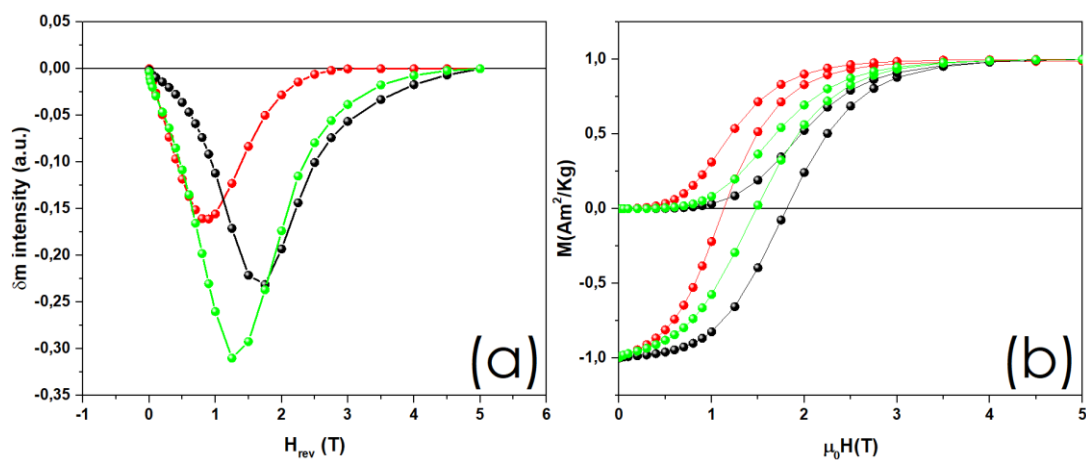 0,05
0,00
-0,05
-0,10
-0,15
-0,20
-0,25
-0,30
-0,35
δm intensity (a.u.)
-1 0 1 2 3 4 5 6
H_rev (T)
(a)
1,0
0,5
0,0
-0,5
-1,0
M(Am²/Kg)
0 1 2 3 4 5
μ₀H(T)
(b)